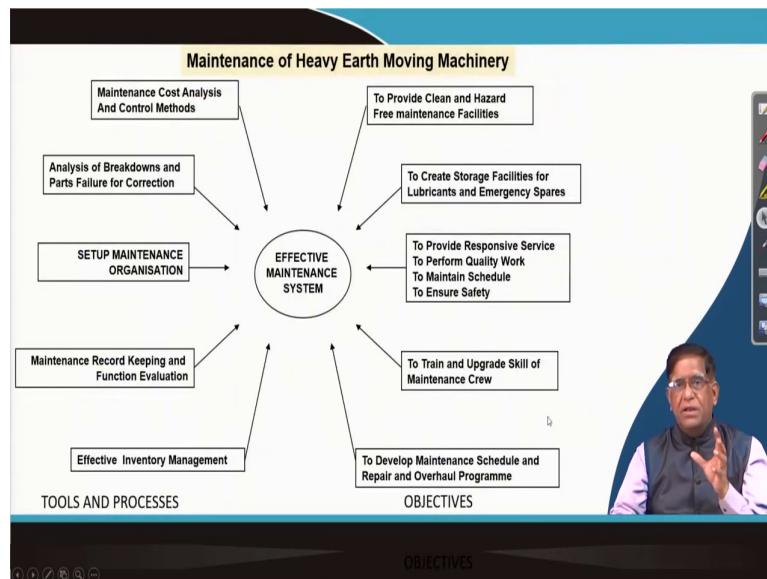 Maintenance of Heavy Earth Moving Machinery
Maintenance Cost Analysis
And Control Methods
To Provide Clean and Hazard
Free maintenance Facilities
Analysis of Breakdowns and
Parts Failure for Correction
To Create Storage Facilities for
Lubricants and Emergency Spares
SETUP MAINTENANCE
ORGANISATION
EFFECTIVE
MAINTENANCE
SYSTEM
To Provide Responsive Service
To Perform Quality Work
To Maintain Schedule
To Ensure Safety
Maintenance Record Keeping and
Function Evaluation
To Train and Upgrade Skill of
Maintenance Crew
Effective Inventory Management
To Develop Maintenance Schedule and
Repair and Overhaul Programme
TOOLS AND PROCESSES
OBJECTIVES
OBJECTIVES